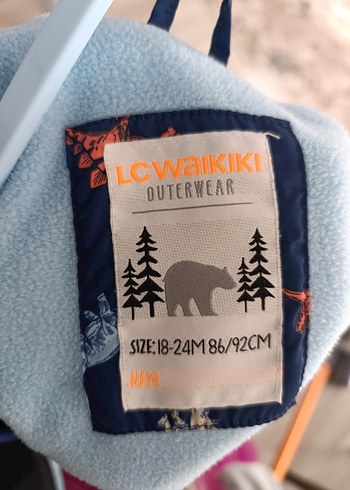 LCWAIKIKI
OUTERWEAR
SIZE:18-24M 86/92CM
NAME